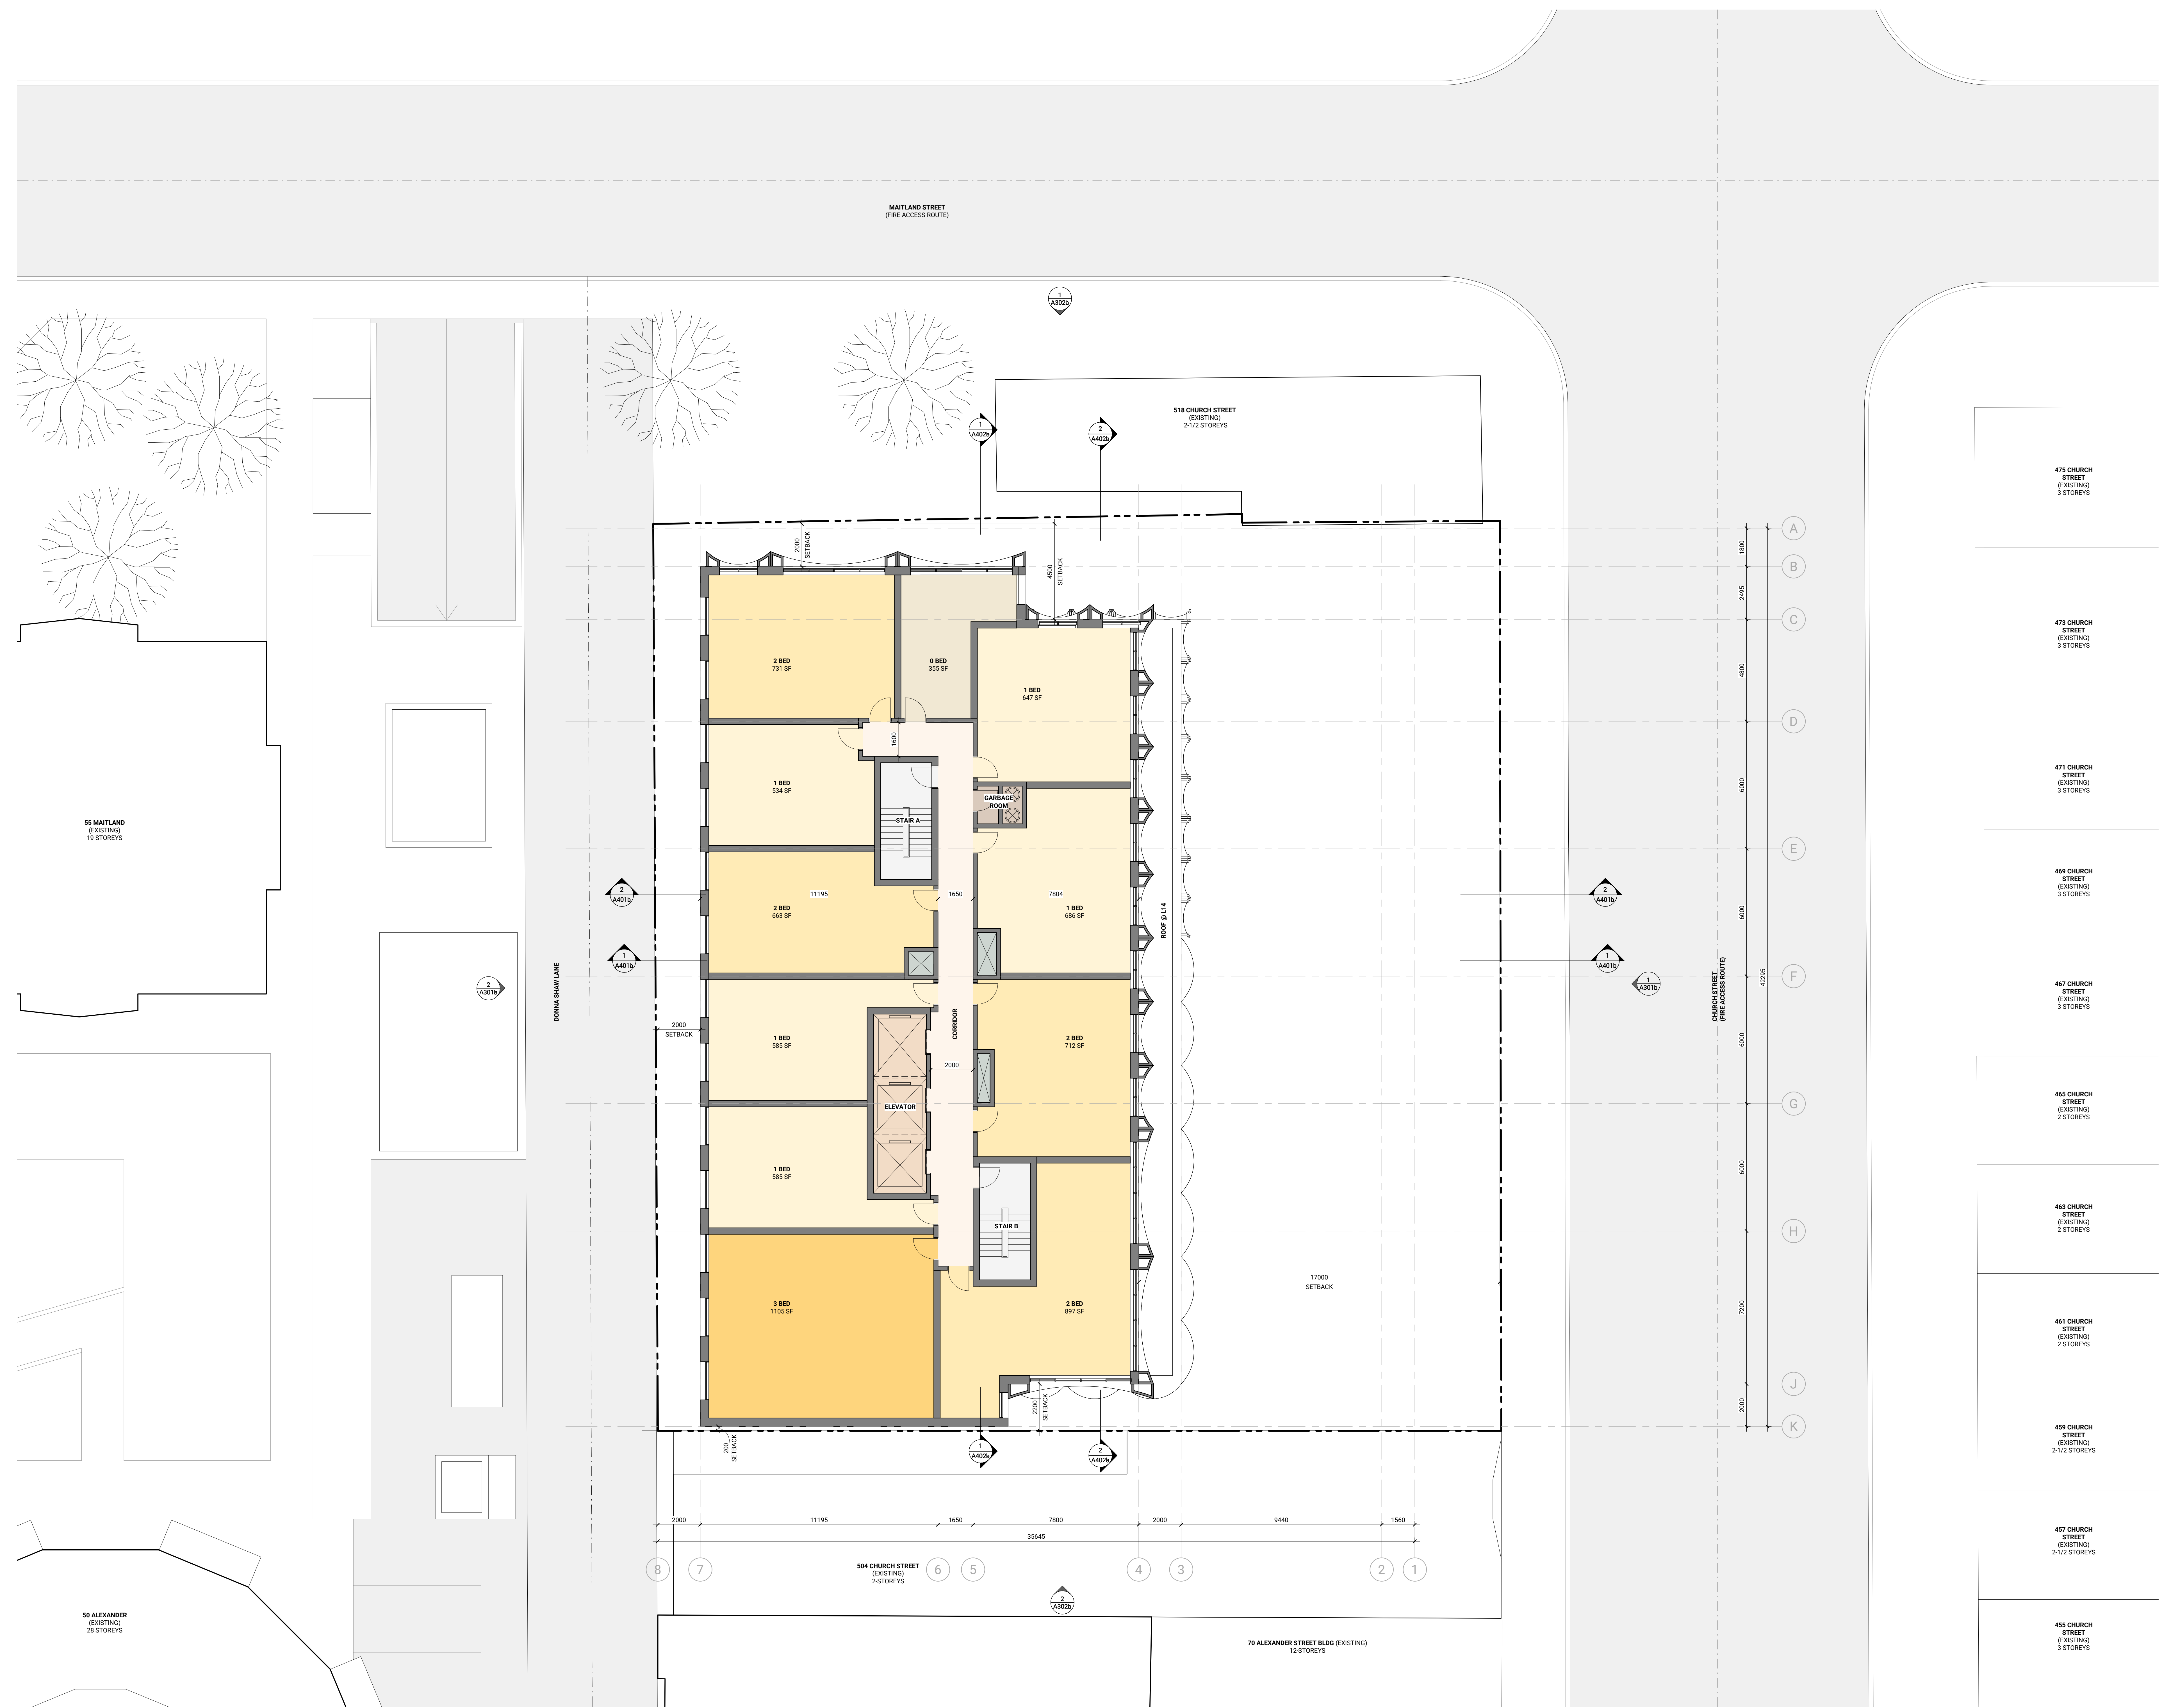 MAITLAND STREET
(FIRE ACCESS ROUTE)
1
A302b
518 CHURCH STREET
(EXISTING)
2-1/2 STOREYS
1
A402b
2
A402b
475 CHURCH
STREET
(EXISTING)
3 STOREYS
A
1800
B
2495
C
4800
D
6000
E
6000
F
6000
G
6000
H
7200
J
2000
K
42295
2000
SETBACK
4500
SETBACK
473 CHURCH
STREET
(EXISTING)
3 STOREYS
2 BED
731 SF
0 BED
355 SF
1 BED
647 SF
1600
471 CHURCH
STREET
(EXISTING)
3 STOREYS
55 MAITLAND
(EXISTING)
19 STOREYS
1 BED
534 SF
STAIR A
GARBAGE
ROOM
469 CHURCH
STREET
(EXISTING)
3 STOREYS
2
A401b
11195
1650
7804
2
A401b
2 BED
663 SF
1 BED
686 SF
ROOF @ L14
1
A401b
1
A401b
2
A301b
DONNA SHAW LANE
1
A301b
CHURCH STREET
(FIRE ACCESS ROUTE)
467 CHURCH
STREET
(EXISTING)
3 STOREYS
2000
SETBACK
1 BED
585 SF
CORRIDOR
2000
2 BED
712 SF
ELEVATOR
465 CHURCH
STREET
(EXISTING)
2 STOREYS
1 BED
585 SF
STAIR B
463 CHURCH
STREET
(EXISTING)
2 STOREYS
17000
SETBACK
3 BED
1105 SF
2 BED
897 SF
461 CHURCH
STREET
(EXISTING)
2 STOREYS
2200
SETBACK
200
SETBACK
1
A402b
2
A402b
459 CHURCH
STREET
(EXISTING)
2-1/2 STOREYS
2000
11195
1650
7800
2000
9440
1560
35645
8
7
6
5
4
3
2
1
504 CHURCH STREET
(EXISTING)
2-STOREYS
2
A302b
457 CHURCH
STREET
(EXISTING)
2-1/2 STOREYS
50 ALEXANDER
(EXISTING)
28 STOREYS
70 ALEXANDER STREET BLDG (EXISTING)
12-STOREYS
455 CHURCH
STREET
(EXISTING)
3 STOREYS